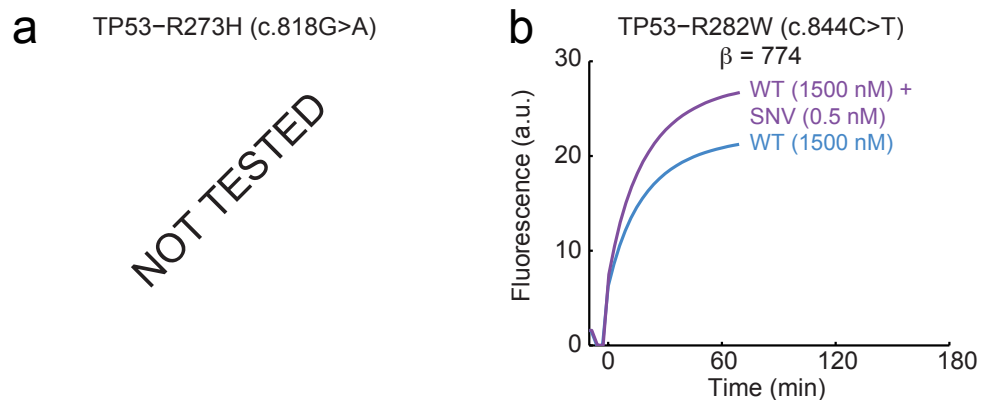 a
TP53−R273H (c.818G>A)
NOT TESTED
b
TP53−R282W (c.844C>T)
β = 774
30
20
10
0
Fluorescence (a.u.)
WT (1500 nM) +
SNV (0.5 nM)
WT (1500 nM)
0
60
120
180
Time (min)